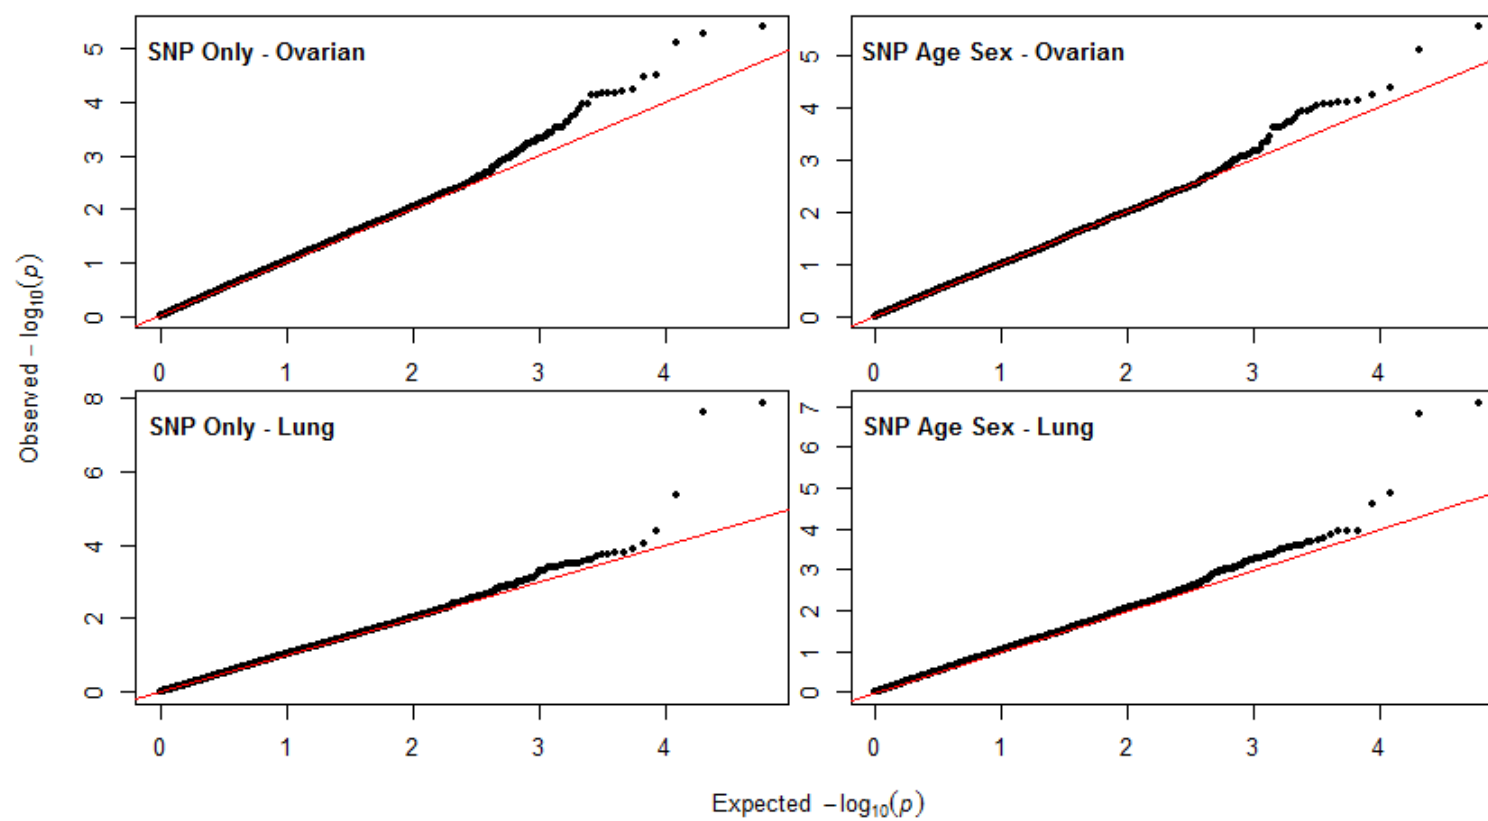 SNP Only - Ovarian
SNP Age Sex - Ovarian
0 1 2 3 4 5
0 1 2 3 4
0 1 2 3 4 5
0 1 2 3 4
SNP Only - Lung
SNP Age Sex - Lung
0 2 4 6 8
0 1 2 3 4
0 1 2 3 4 5 6 7
0 1 2 3 4
Observed −log10(p)
Expected −log10(p)